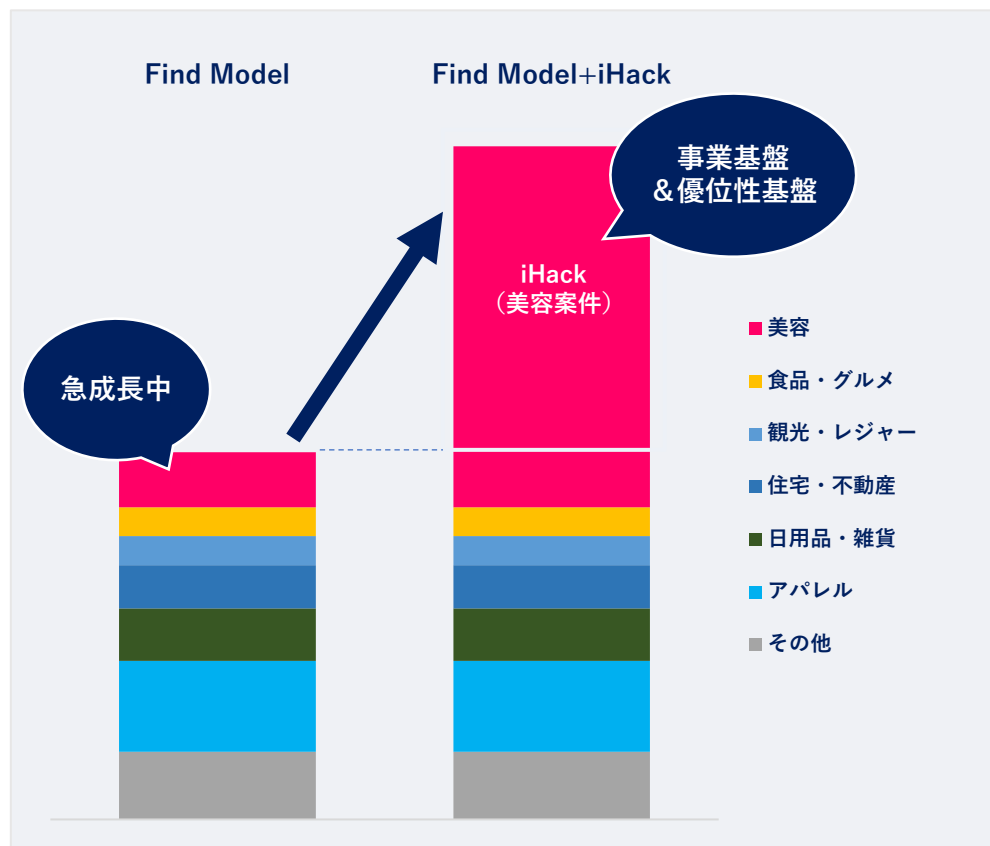 Find Model
Find Model+iHack
事業基盤
＆優位性基盤
iHack
（美容案件）
急成長中
美容
食品・グルメ
観光・レジャー
住宅・不動産
日用品・雑貨
アパレル
その他